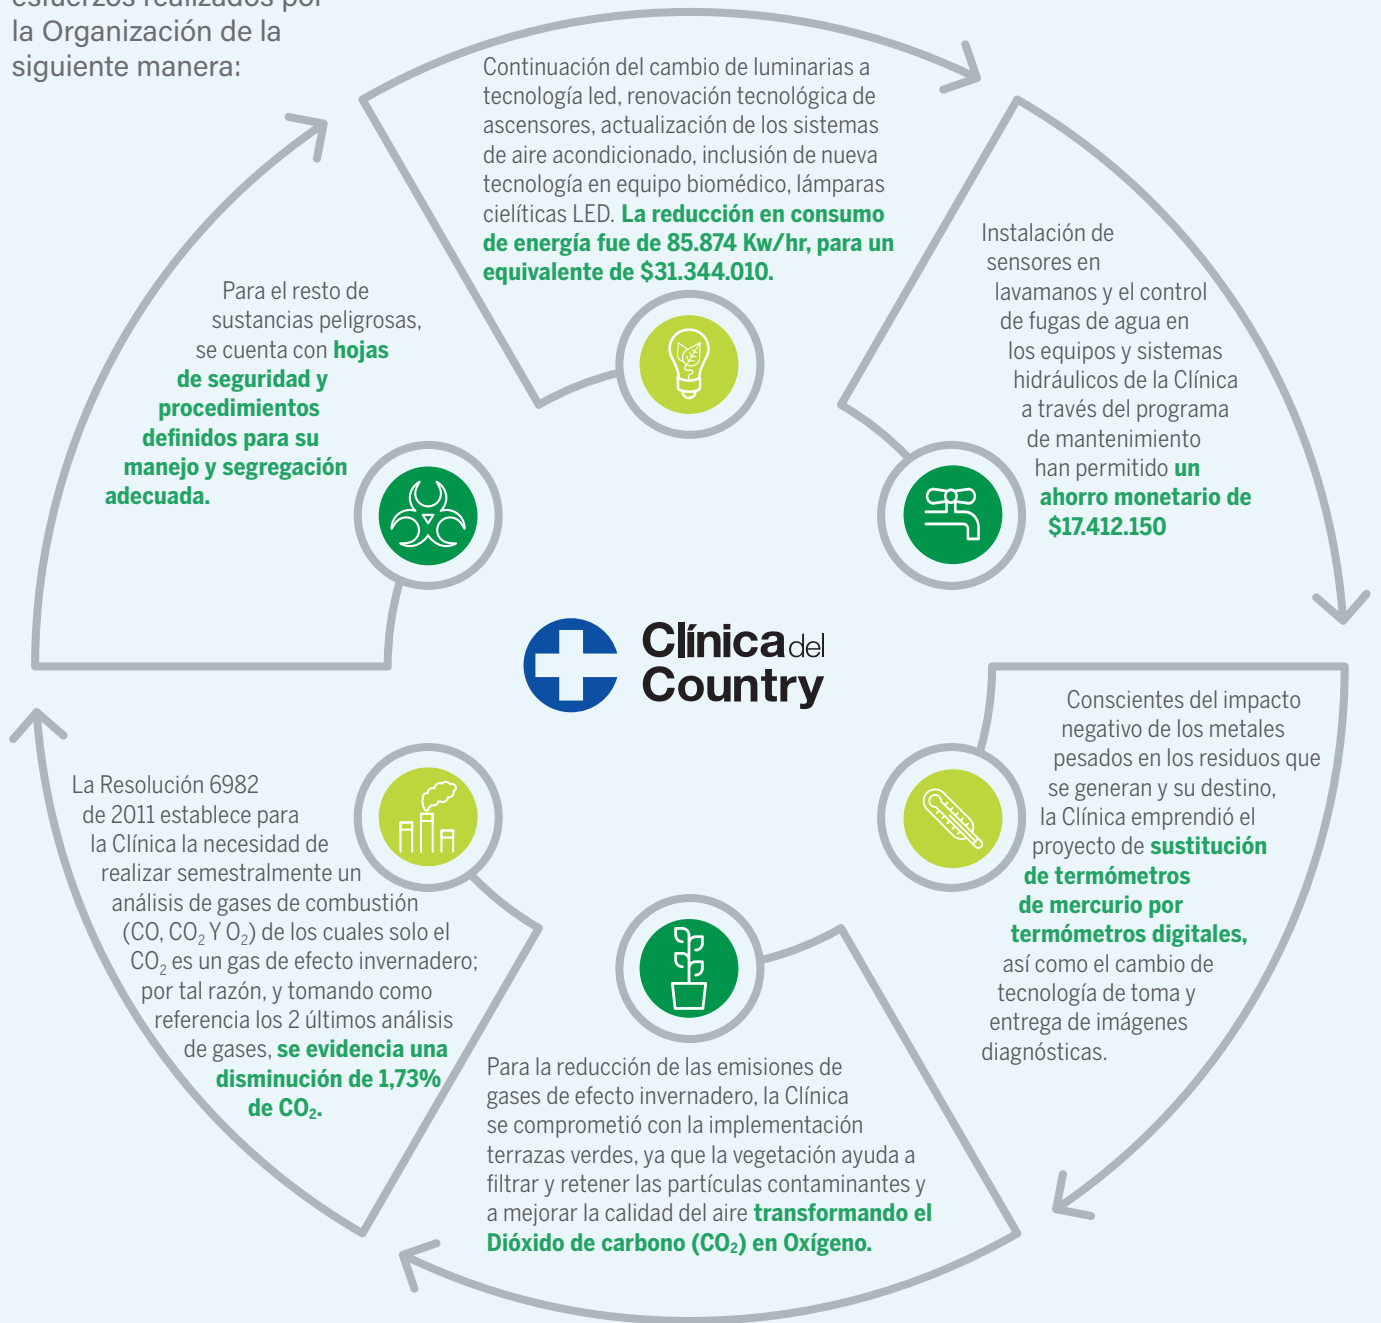 esfuerzos realizados por
la Organización de la
siguiente manera:
Continuación del cambio de luminarias a
tecnología led, renovación tecnológica de
ascensores, actualización de los sistemas
de aire acondicionado, inclusión de nueva
tecnología en equipo biomédico, lámparas
cielíticas LED. La reducción en consumo
de energía fue de 85.874 Kw/hr, para un
equivalente de $31.344.010.
Instalación de
sensores en
lavamanos y el control
de fugas de agua en
los equipos y sistemas
hidráulicos de la Clínica
a través del programa
de mantenimiento
han permitido un
ahorro monetario de
$17.412.150
Conscientes del impacto
negativo de los metales
pesados en los residuos que
se generan y su destino,
la Clínica emprendió el
proyecto de sustitución
de termómetros
de mercurio por
termómetros digitales,
así como el cambio de
tecnología de toma y
entrega de imágenes
diagnósticas.
Para la reducción de las emisiones de
gases de efecto invernadero, la Clínica
se comprometió con la implementación
terrazas verdes, ya que la vegetación ayuda a
filtrar y retener las partículas contaminantes y
a mejorar la calidad del aire transformando el
Dióxido de carbono (CO₂) en Oxígeno.
La Resolución 6982
de 2011 establece para
la Clínica la necesidad de
realizar semestralmente un
análisis de gases de combustión
(CO, CO₂ Y O₂) de los cuales solo el
CO₂ es un gas de efecto invernadero;
por tal razón, y tomando como
referencia los 2 últimos análisis
de gases, se evidencia una
disminución de 1,73%
de CO₂.
Para el resto de
sustancias peligrosas,
se cuenta con hojas
de seguridad y
procedimientos
definidos para su
manejo y segregación
adecuada.
Clínica del
Country